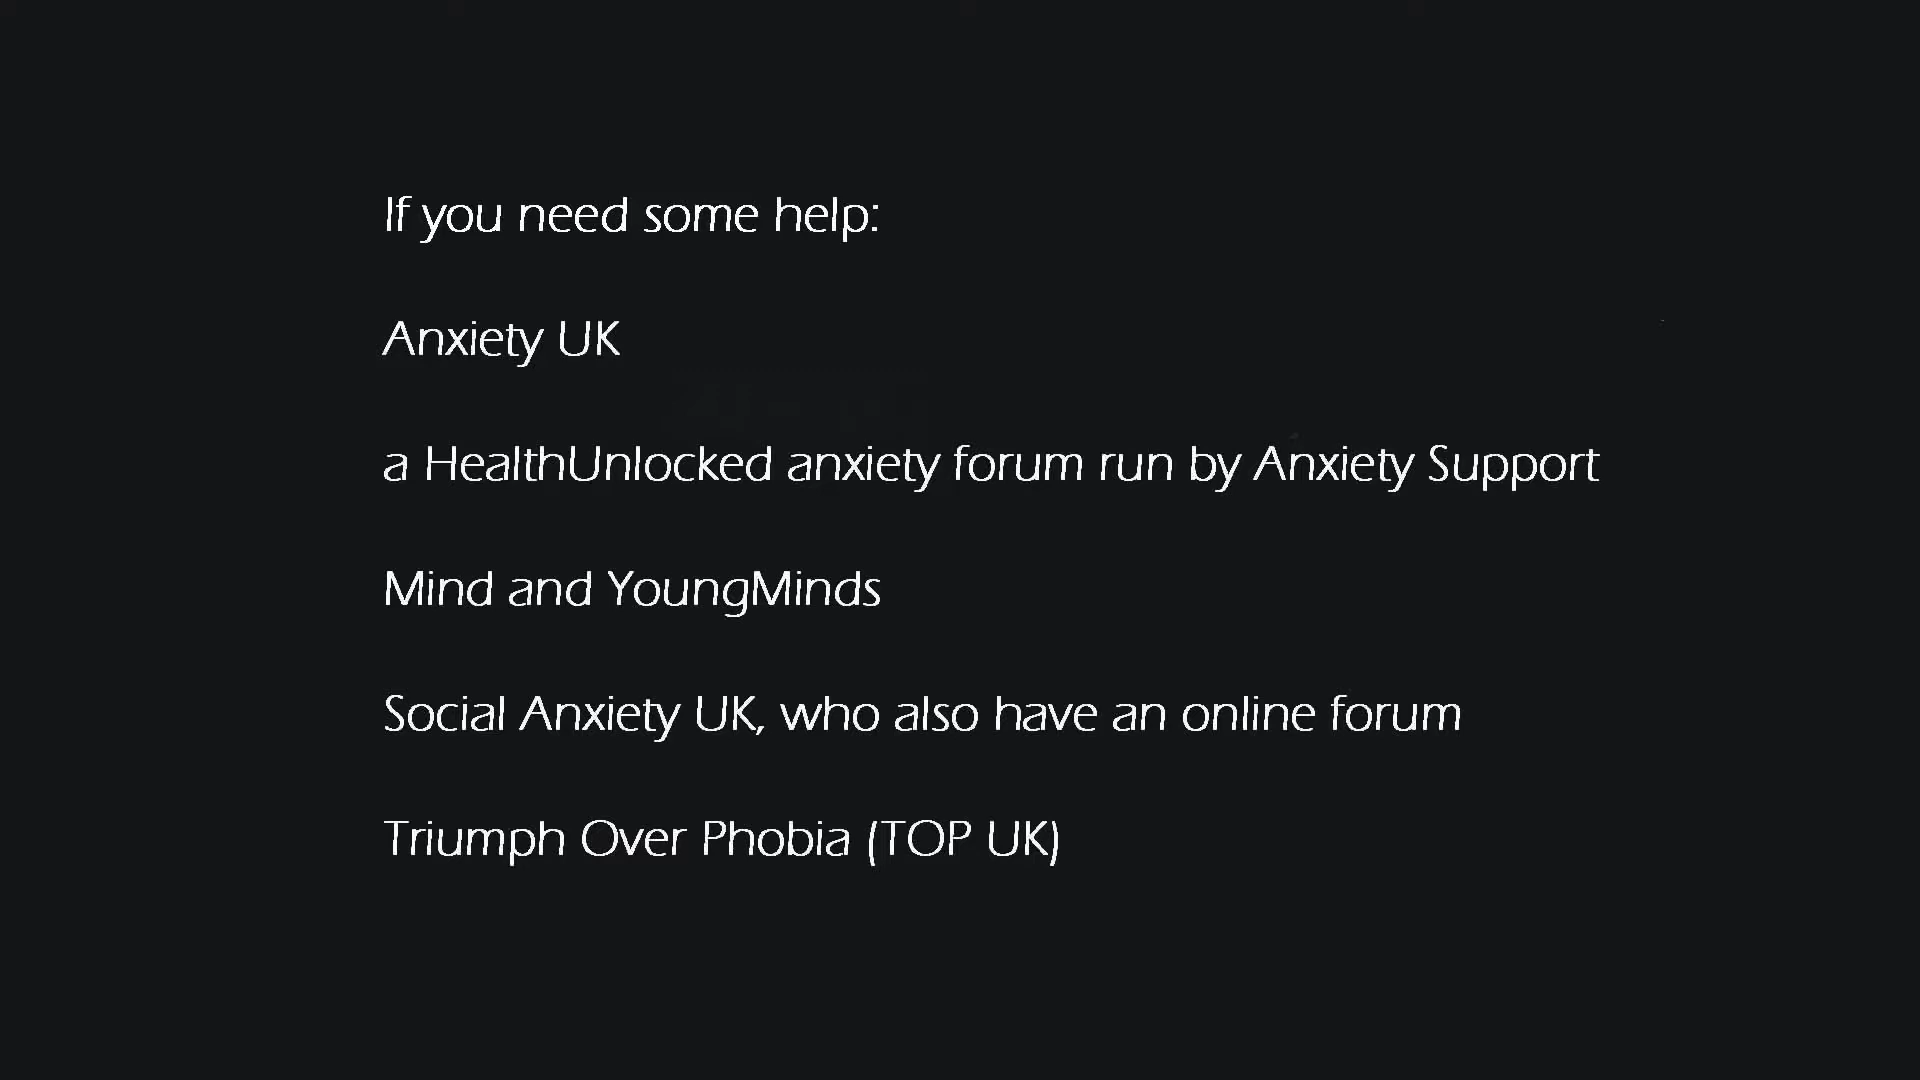 If you need some help:
Anxiety UK
a HealthUnlocked anxiety forum run by Anxiety Support
Mind and YoungMinds
Social Anxiety UK, who also have an online forum
Triumph Over Phobia (TOP UK)